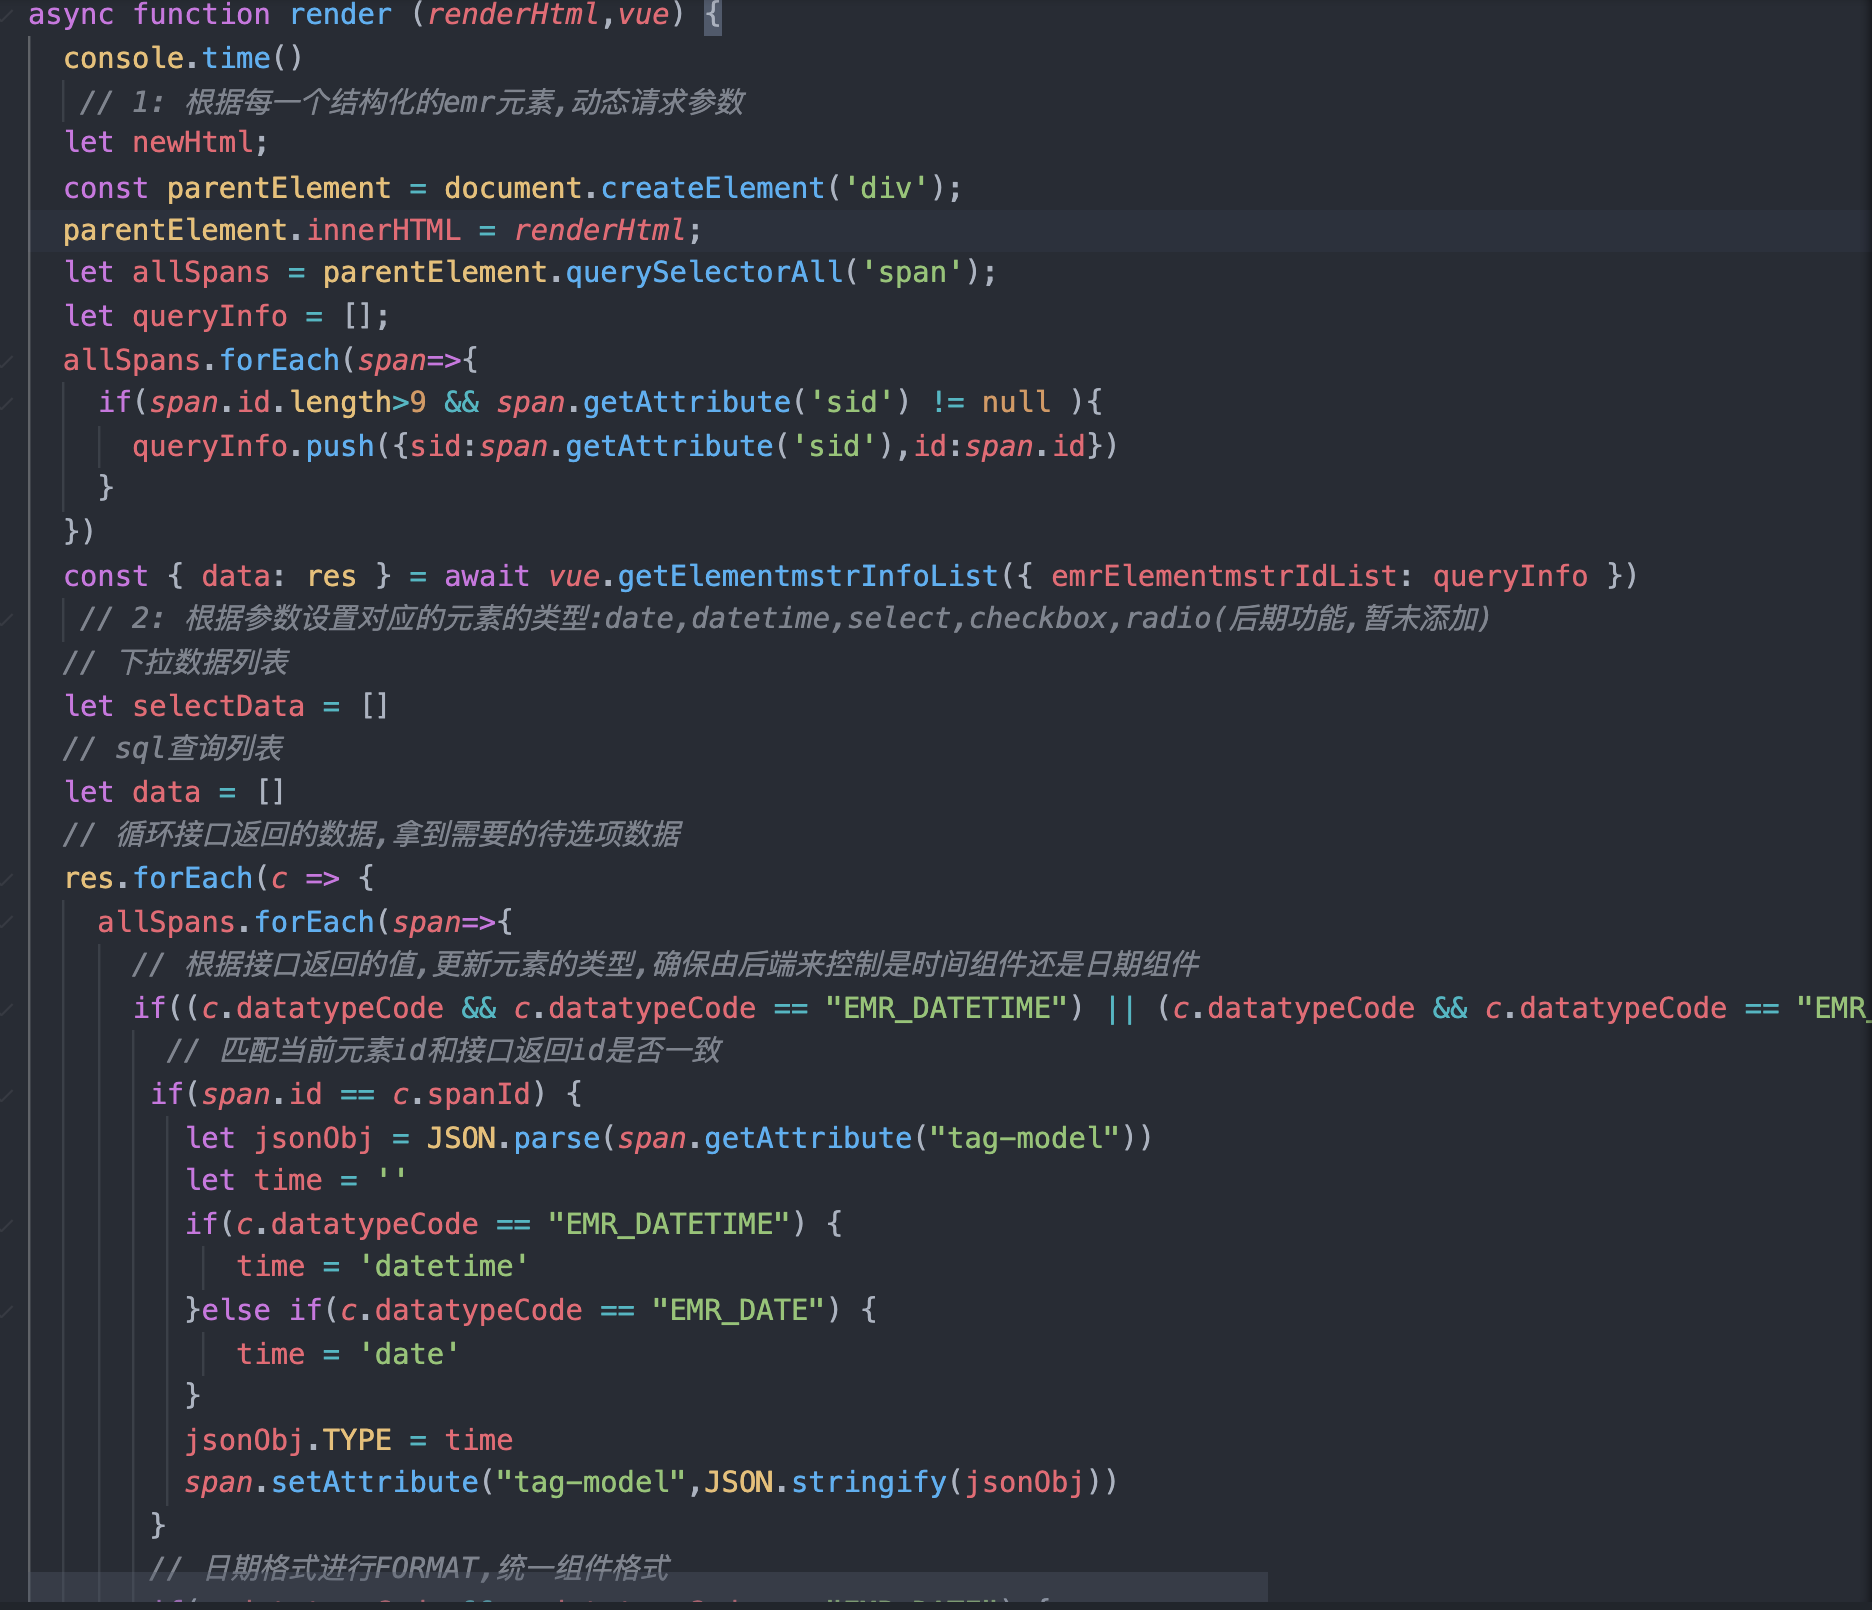 async function render (renderHtml,vue) {
console.time()
// 1: 根据每一个结构化的emr元素,动态请求参数
let newHtml;
const parentElement = document.createElement('div');
parentElement.innerHTML = renderHtml;
let allSpans = parentElement.querySelectorAll('span');
let queryInfo = [];
allSpans.forEach(span=>{
if(span.id.length>9 && span.getAttribute('sid') != null ){
queryInfo.push({sid:span.getAttribute('sid'),id:span.id})
}
})
const { data: res } = await vue.getElementmstrInfoList({ emrElementmstrIdList: queryInfo })
// 2: 根据参数设置对应的元素的类型:date,datetime,select,checkbox,radio(后期功能,暂未添加)
// 下拉数据列表
let selectData = []
// sql查询列表
let data = []
// 循环接口返回的数据,拿到需要的待选项数据
res.forEach(c => {
allSpans.forEach(span=>{
// 根据接口返回的值,更新元素的类型,确保由后端来控制是时间组件还是日期组件
if((c.datatypeCode && c.datatypeCode == "EMR_DATETIME") || (c.datatypeCode && c.datatypeCode == "EMR_
// 匹配当前元素id和接口返回id是否一致
if(span.id == c.spanId) {
let jsonObj = JSON.parse(span.getAttribute("tag-model"))
let time = ''
if(c.datatypeCode == "EMR_DATETIME") {
time = 'datetime'
}else if(c.datatypeCode == "EMR_DATE") {
time = 'date'
}
jsonObj.TYPE = time
span.setAttribute("tag-model",JSON.stringify(jsonObj))
}
// 日期格式进行FORMAT,统一组件格式